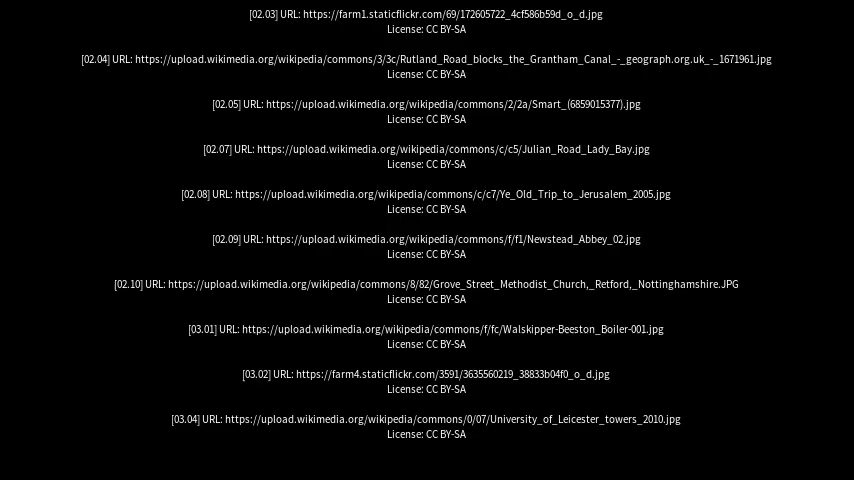 [02.03] URL: https://farm1.staticflickr.com/69/172605722_4cf586b59d_o_d.jpg
License: CC BY-SA
[02.04] URL: https://upload.wikimedia.org/wikipedia/commons/3/3c/Rutland_Road_blocks_the_Grantham_Canal_-_geograph.org.uk_-_1671961.jpg
License: CC BY-SA
[02.05] URL: https://upload.wikimedia.org/wikipedia/commons/2/2a/Smart_(6859015377).jpg
License: CC BY-SA
[02.07] URL: https://upload.wikimedia.org/wikipedia/commons/c/c5/Julian_Road_Lady_Bay.jpg
License: CC BY-SA
[02.08] URL: https://upload.wikimedia.org/wikipedia/commons/c/c7/Ye_Old_Trip_to_Jerusalem_2005.jpg
License: CC BY-SA
[02.09] URL: https://upload.wikimedia.org/wikipedia/commons/f/f1/Newstead_Abbey_02.jpg
License: CC BY-SA
[02.10] URL: https://upload.wikimedia.org/wikipedia/commons/8/82/Grove_Street_Methodist_Church,_Retford,_Nottinghamshire.JPG
License: CC BY-SA
[03.01] URL: https://upload.wikimedia.org/wikipedia/commons/f/fc/Walskipper-Beeston_Boiler-001.jpg
License: CC BY-SA
[03.02] URL: https://farm4.staticflickr.com/3591/3635560219_38833b04f0_o_d.jpg
License: CC BY-SA
[03.04] URL: https://upload.wikimedia.org/wikipedia/commons/0/07/University_of_Leicester_towers_2010.jpg
License: CC BY-SA